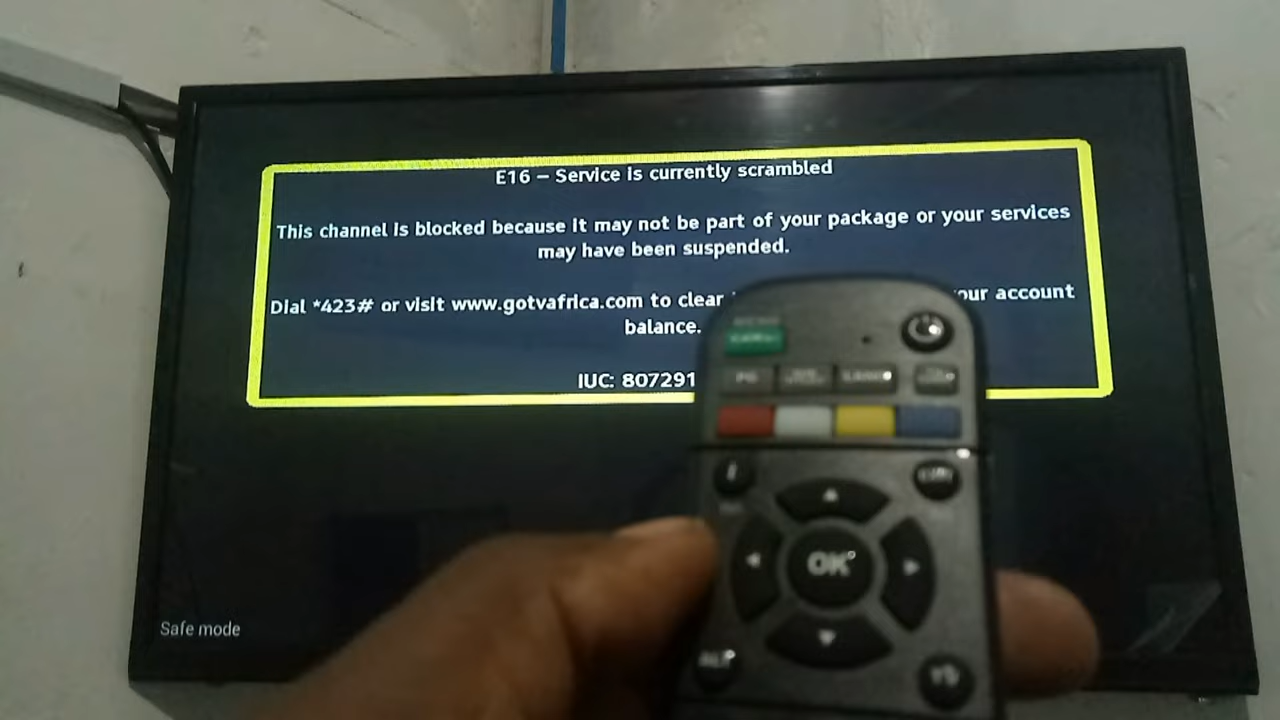 E16 – Service is currently scrambled
This channel is blocked because it may not be part of your package or your services
may have been suspended.
Dial *423# or visit www.gotvafrica.com to clear our account
balance.
IUC: 807291
OK
ALT
Safe mode